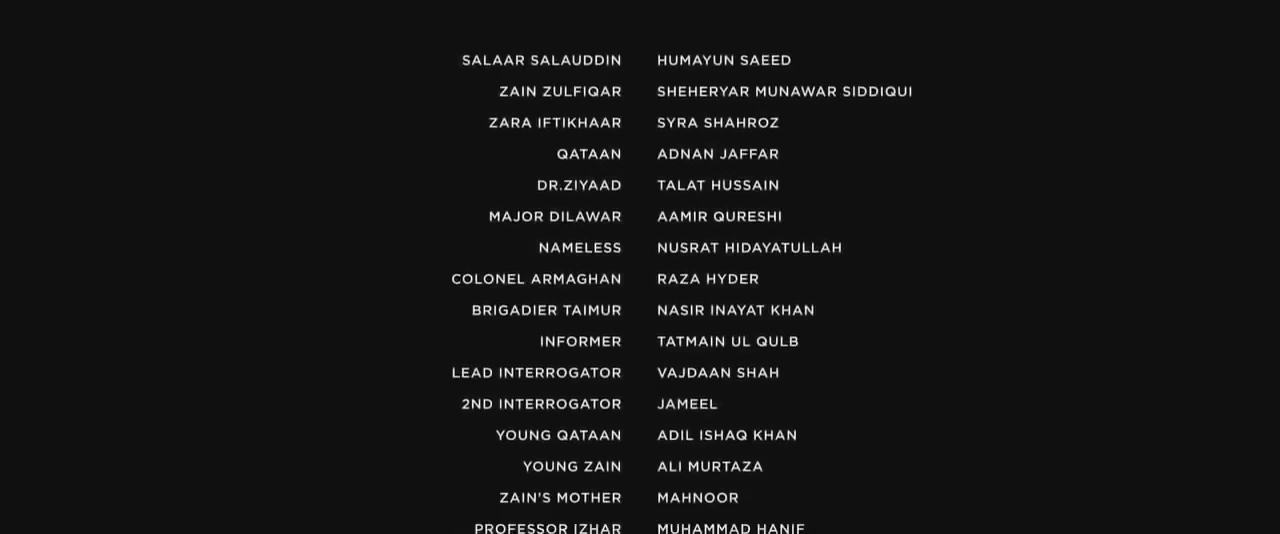 SALAAR SALAUDDIN HUMAYUN SAEED
ZAIN ZULFIQAR SHEHERYAR MUNAWAR SIDDIQUI
ZARA IFTIKHAAR SYRA SHAHROZ
QATAAN ADNAN JAFFAR
DR.ZIYAAD TALAT HUSSAIN
MAJOR DILAWAR AAMIR QURESHI
NAMELESS NUSRAT HIDAYATULLAH
COLONEL ARMAGHAN RAZA HYDER
BRIGADIER TAIMUR NASIR INAYAT KHAN
INFORMER TATMAIN UL QULB
LEAD INTERROGATOR VAJDAAN SHAH
2ND INTERROGATOR JAMEEL
YOUNG QATAAN ADIL ISHAQ KHAN
YOUNG ZAIN ALI MURTAZA
ZAIN'S MOTHER MAHNOOR
PROFESSOR IZHAR MUHAMMAD HANIF